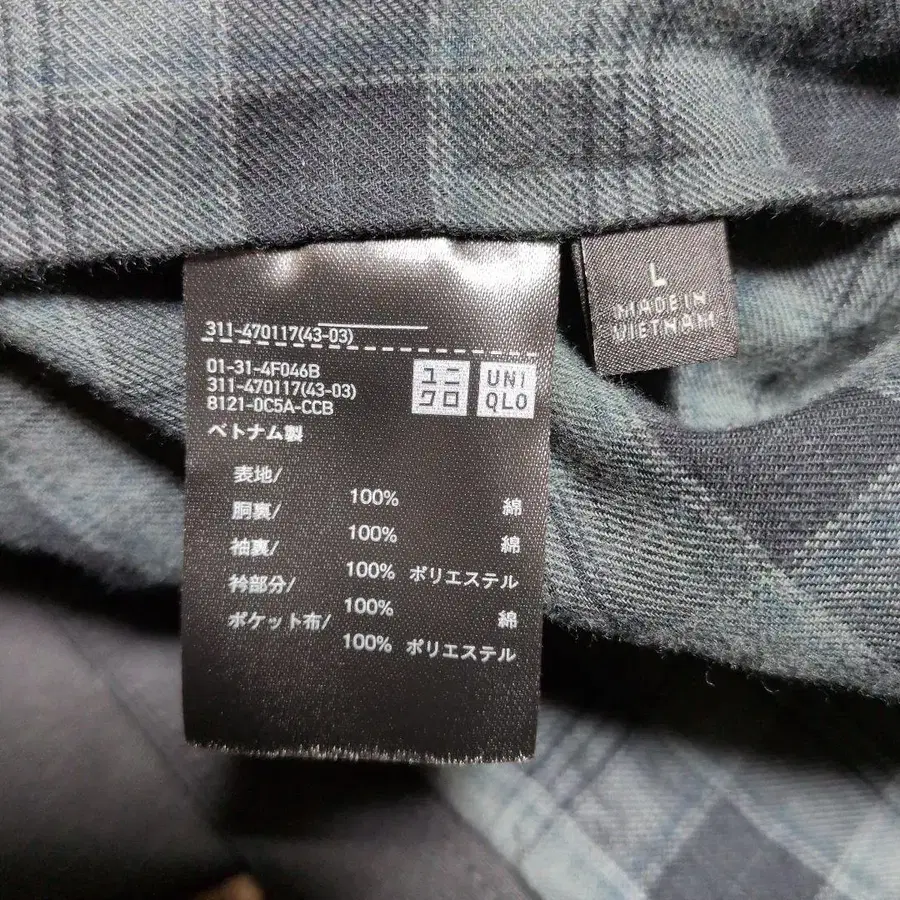 311-470117(43-03)
01-31-4F046B
311-470117(43-03)
8121-0C5A-CCB
ベトナム製
ユニ
クロ
UNI
QLO
表地/
100% 綿
胴裏/
100% 綿
袖裏/
100% ポリエステル
衿部分/
100% 綿
ポケット布/
100% ポリエステル
L
MADE IN
VIETNAM